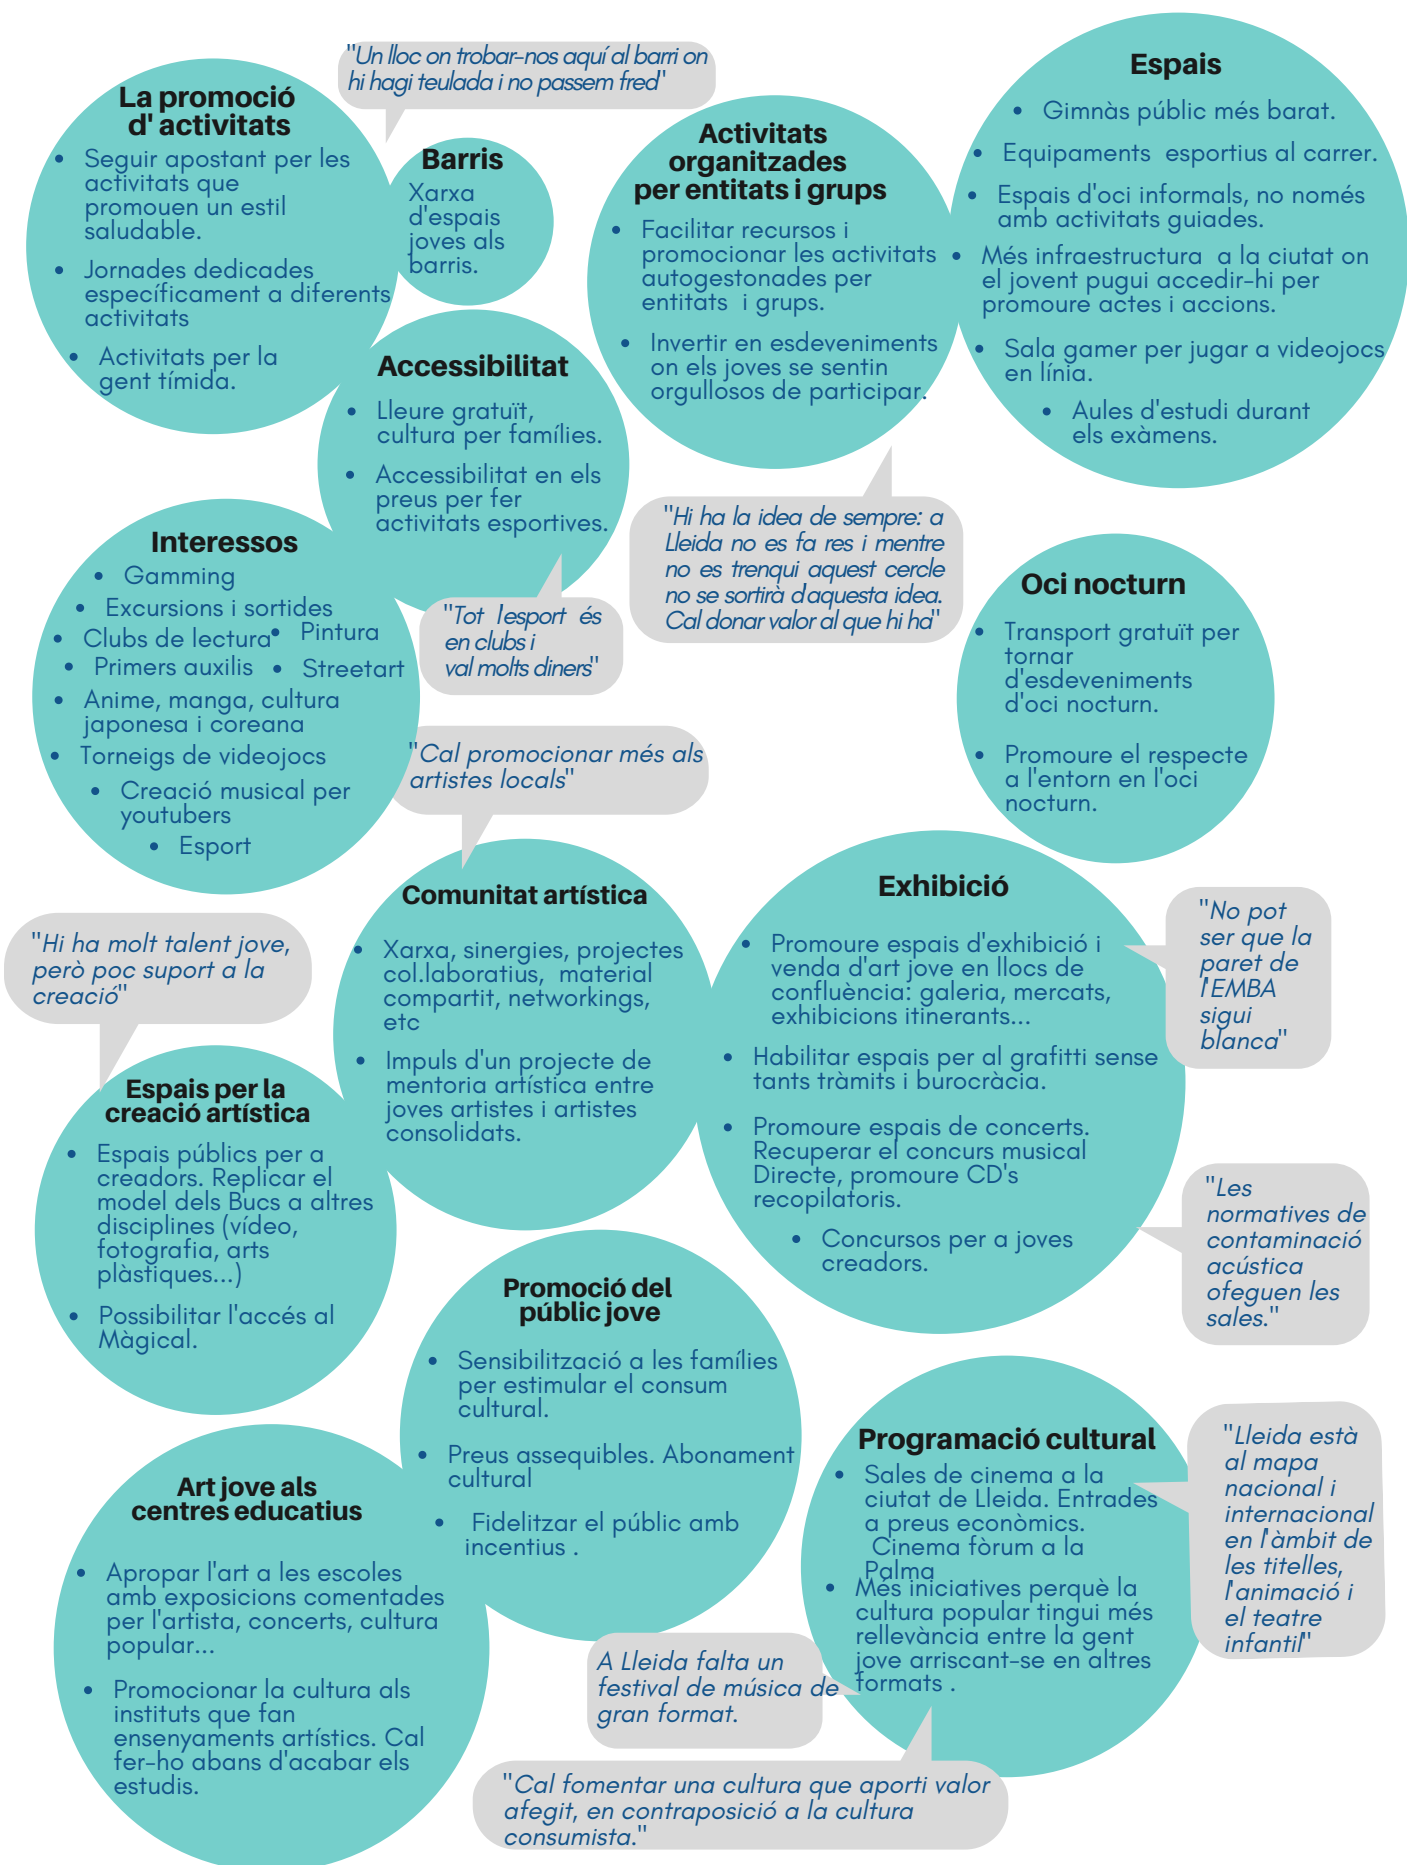 "Un lloc on trobar-nos aquí al barri on
hi hagi teulada i no passem fred"
La promoció
d' activitats
• Seguir apostant per les
activitats que
promouen un estil
saludable.
• Jornades dedicades
específicament a diferents
activitats
• Activitats per la
gent tímida.
Barris
Xarxa
d'espais
joves als
barris.
Activitats
organitzades
per entitats i grups
• Facilitar recursos i
promocionar les activitats
autogestonades per
entitats i grups.
• Invertir en esdeveniments
on els joves se sentin
orgullosos de participar.
Espais
• Gimnàs públic més barat.
• Equipaments esportius al carrer.
• Espais d'oci informals, no només
amb activitats guiades.
• Més infraestructura a la ciutat on
el jovent pugui accedir-hi per
promoure actes i accions.
• Sala gamer per jugar a videojocs
en línia.
• Aules d'estudi durant
els exàmens.
Accessibilitat
• Lleure gratuït,
cultura per famílies.
• Accessibilitat en els
preus per fer
activitats esportives.
"Hi ha la idea de sempre: a
Lleida no es fa res i mentre
no es trenqui aquest cercle
no se sortirà d'aquesta idea.
Cal donar valor al que hi ha"
"Tot l'esport és
en clubs i
val molts diners"
Interessos
• Gamming
• Excursions i sortides
• Clubs de lectura
• Pintura
• Primers auxilis
• Streetart
• Anime, manga, cultura
japonesa i coreana
• Torneigs de videojocs
• Creació musical per
youtubers
• Esport
Oci nocturn
• Transport gratuït per
tornar
d'esdeveniments
d'oci nocturn.
• Promoure el respecte
a l'entorn en l'oci
nocturn.
"Cal promocionar més als
artistes locals"
Comunitat artística
• Xarxa, sinergies, projectes
col.laboratius, material
compartit, networkings,
etc
• Impuls d'un projecte de
mentoria artística entre
joves artistes i artistes
consolidats.
Exhibició
• Promoure espais d'exhibició i
venda d'art jove en llocs de
confluència: galeria, mercats,
exhibicions itinerants...
• Habilitar espais per al grafitti sense
tants tràmits i burocràcia.
• Promoure espais de concerts.
Recuperar el concurs musical
Directe, promoure CD's
recopilatoris.
• Concursos per a joves
creadors.
"No pot
ser que la
paret de
l'EMBA
sigui
blanca"
"Hi ha molt talent jove,
però poc suport a la
creació"
Espais per la
creació artística
• Espais públics per a
creadors. Replicar el
model dels Bucs a altres
disciplines (vídeo,
fotografia, arts
plàstiques...)
• Possibilitar l'accés al
Màgical.
"Les
normatives de
contaminació
acústica
ofeguen les
sales."
Promoció del
públic jove
• Sensibilització a les famílies
per estimular el consum
cultural.
• Preus assequibles. Abonament
cultural
• Fidelitzar el públic amb
incentius .
Programació cultural
• Sales de cinema a la
ciutat de Lleida. Entrades
a preus econòmics.
Cinema fòrum a la
Palma
• Més iniciatives perquè la
cultura popular tingui més
rellevància entre la gent
jove arriscant-se en altres
formats .
"Lleida està
al mapa
nacional i
internacional
en l'àmbit de
les titelles,
l'animació i
el teatre
infantil"
Art jove als
centres educatius
• Apropar l'art a les escoles
amb exposicions comentades
per l'artista, concerts, cultura
popular...
• Promocionar la cultura als
instituts que fan
ensenyaments artístics. Cal
fer-ho abans d'acabar els
estudis.
A Lleida falta un
festival de música de
gran format.
"Cal fomentar una cultura que aporti valor
afegit, en contraposició a la cultura
consumista."